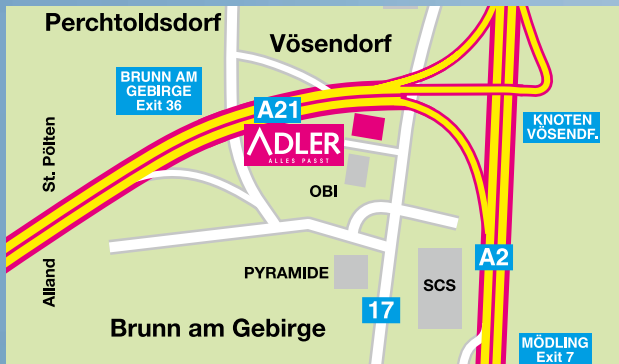 Perchtoldsdorf
Vösendorf
BRUNN AM
GEBIRGE
Exit 36
A21
KNOTEN
VÖSENDF.
ADLER
ALLES PASST
St. Pölten
OBI
Alland
PYRAMIDE
SCS
A2
17
Brunn am Gebirge
MÖDLING
Exit 7